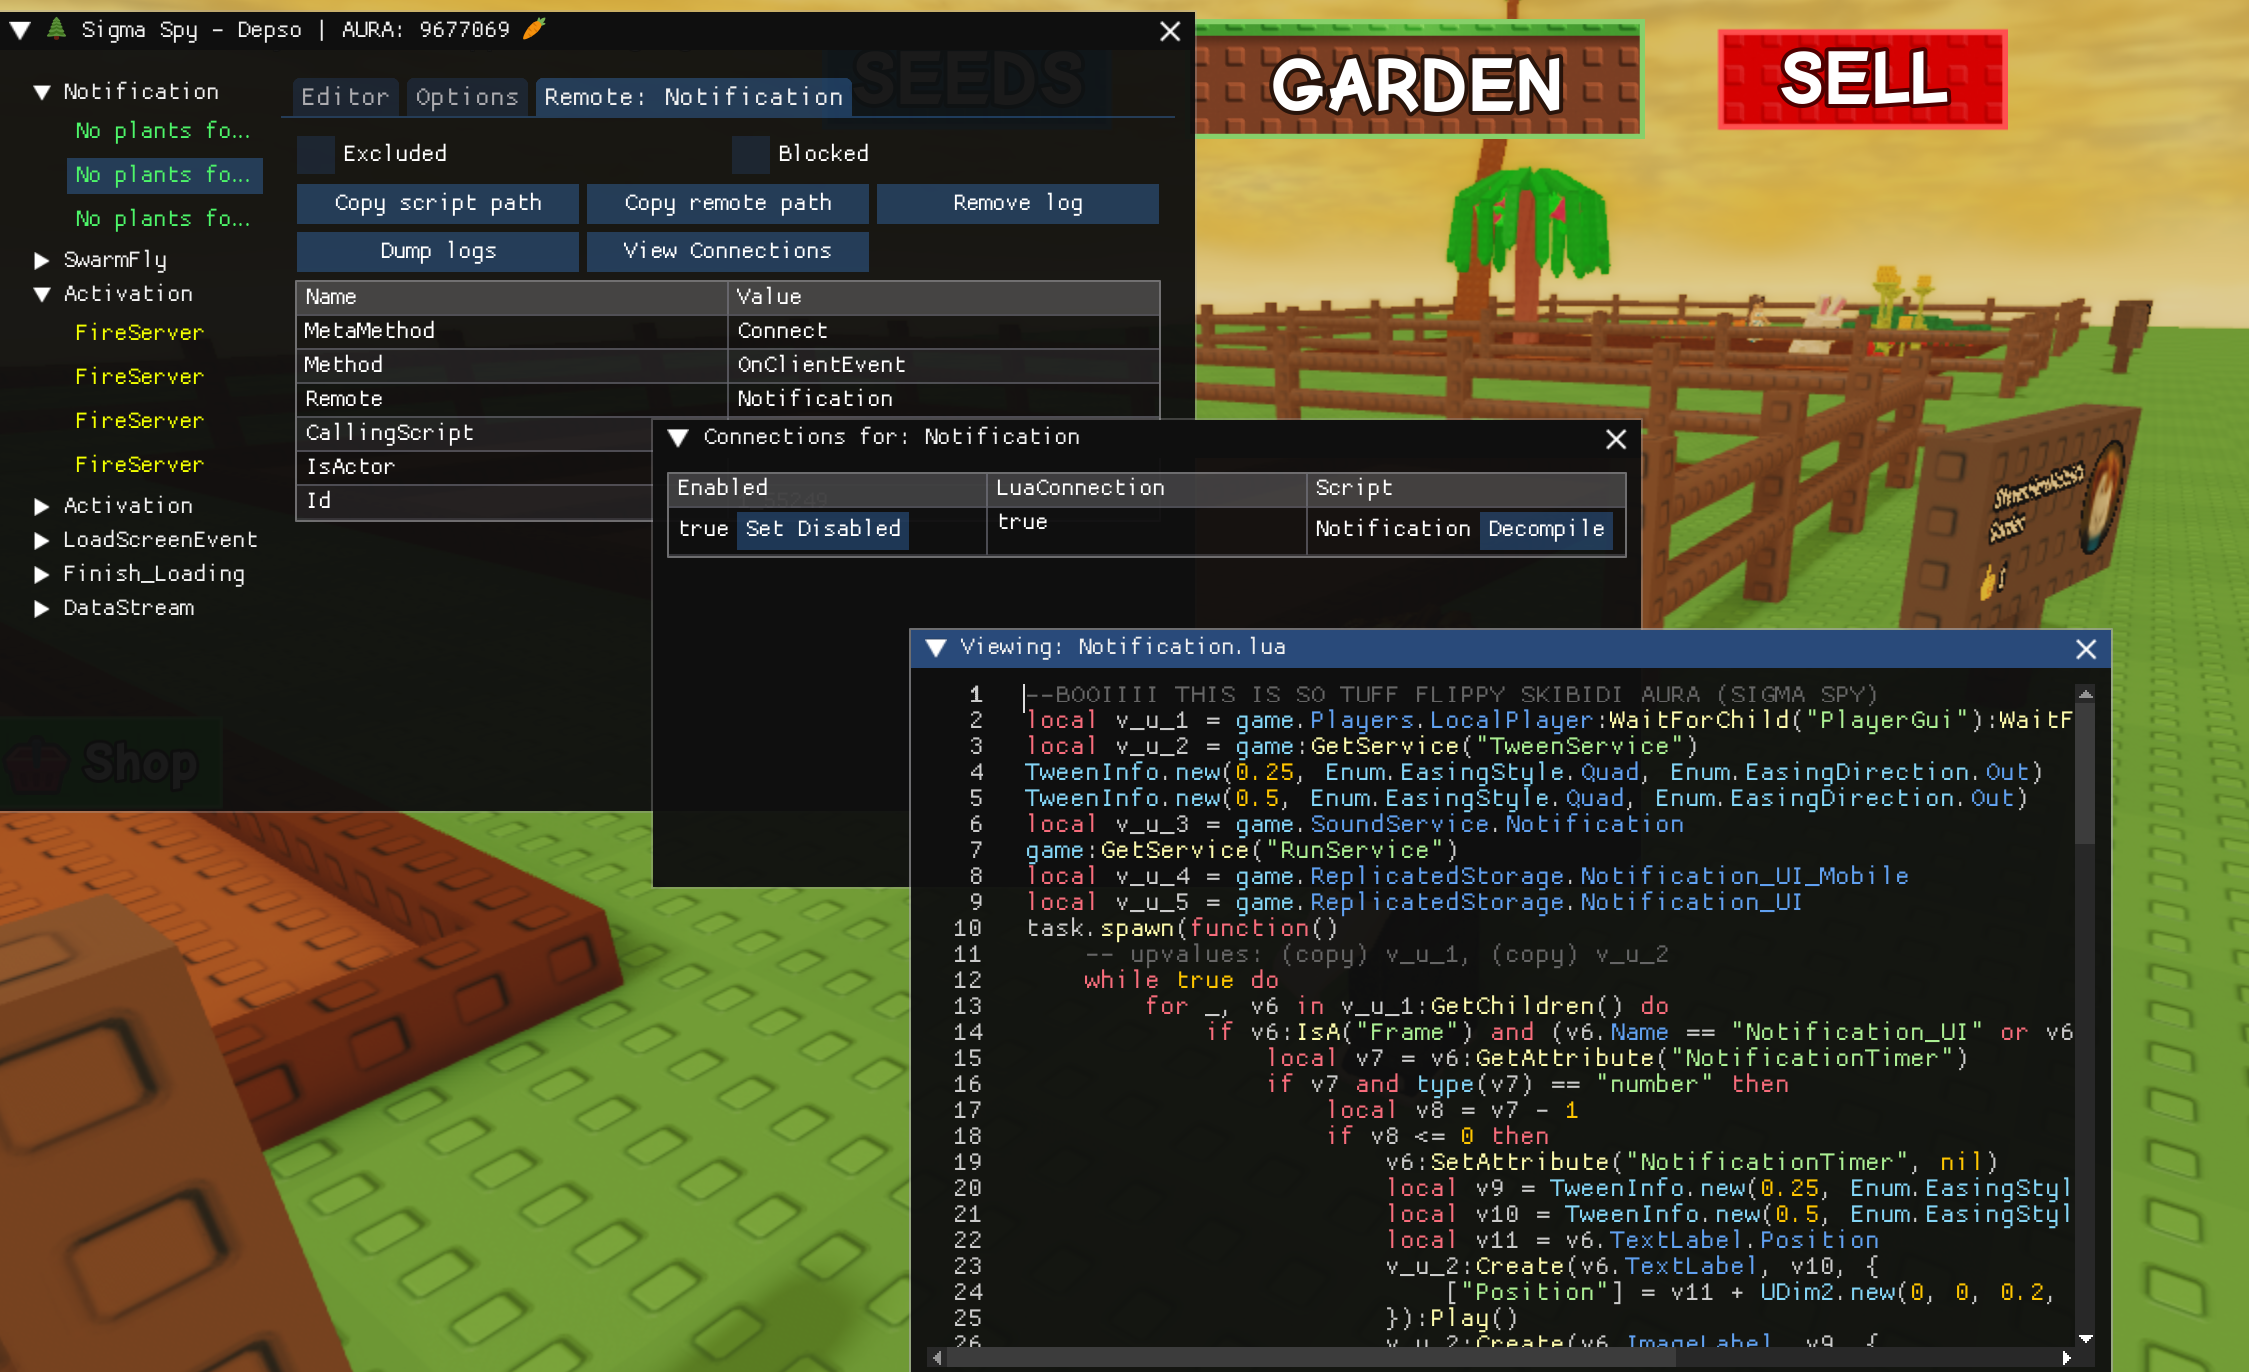 Sigma Spy - Depso | AURA: 9677069
SEEDS
GARDEN
SELL
Notification
No plants fo...
No plants fo...
No plants fo...
SwarmFly
Activation
FireServer
FireServer
FireServer
FireServer
Activation
LoadScreenEvent
Finish_Loading
DataStream
Shop
Editor Options Remote: Notification
Excluded Blocked
Copy script path Copy remote path Remove log
Dump logs View Connections
Name Value
MetaMethod Connect
Method OnClientEvent
Remote Notification
CallingScript
IsActor
Id
Connections for: Notification
Enabled LuaConnection Script
true Set Disabled true Notification Decompile
Viewing: Notification.lua
1 --BOOIIII THIS IS SO TUFF FLIPPY SKIBIDI AURA (SIGMA SPY)
2 local v_u_1 = game.Players.LocalPlayer:WaitForChild("PlayerGui"):WaitF
3 local v_u_2 = game:GetService("TweenService")
4 TweenInfo.new(0.25, Enum.EasingStyle.Quad, Enum.EasingDirection.Out)
5 TweenInfo.new(0.5, Enum.EasingStyle.Quad, Enum.EasingDirection.Out)
6 local v_u_3 = game.SoundService.Notification
7 game:GetService("RunService")
8 local v_u_4 = game.ReplicatedStorage.Notification_UI_Mobile
9 local v_u_5 = game.ReplicatedStorage.Notification_UI
10 task.spawn(function()
11 -- upvalues: (copy) v_u_1, (copy) v_u_2
12 while true do
13 for _, v6 in v_u_1:GetChildren() do
14 if v6:IsA("Frame") and (v6.Name == "Notification_UI" or v6
15 local v7 = v6:GetAttribute("NotificationTimer")
16 if v7 and type(v7) == "number" then
17 local v8 = v7 - 1
18 if v8 <= 0 then
19 v6:SetAttribute("NotificationTimer", nil)
20 local v9 = TweenInfo.new(0.25, Enum.EasingStyl
21 local v10 = TweenInfo.new(0.5, Enum.EasingStyl
22 local v11 = v6.TextLabel.Position
23 v_u_2:Create(v6.TextLabel, v10, {
24 ["Position"] = v11 + UDim2.new(0, 0, 0.2,
25 }):Play()
26 v_u_2:Create(v6.ImageLabel, v9, {